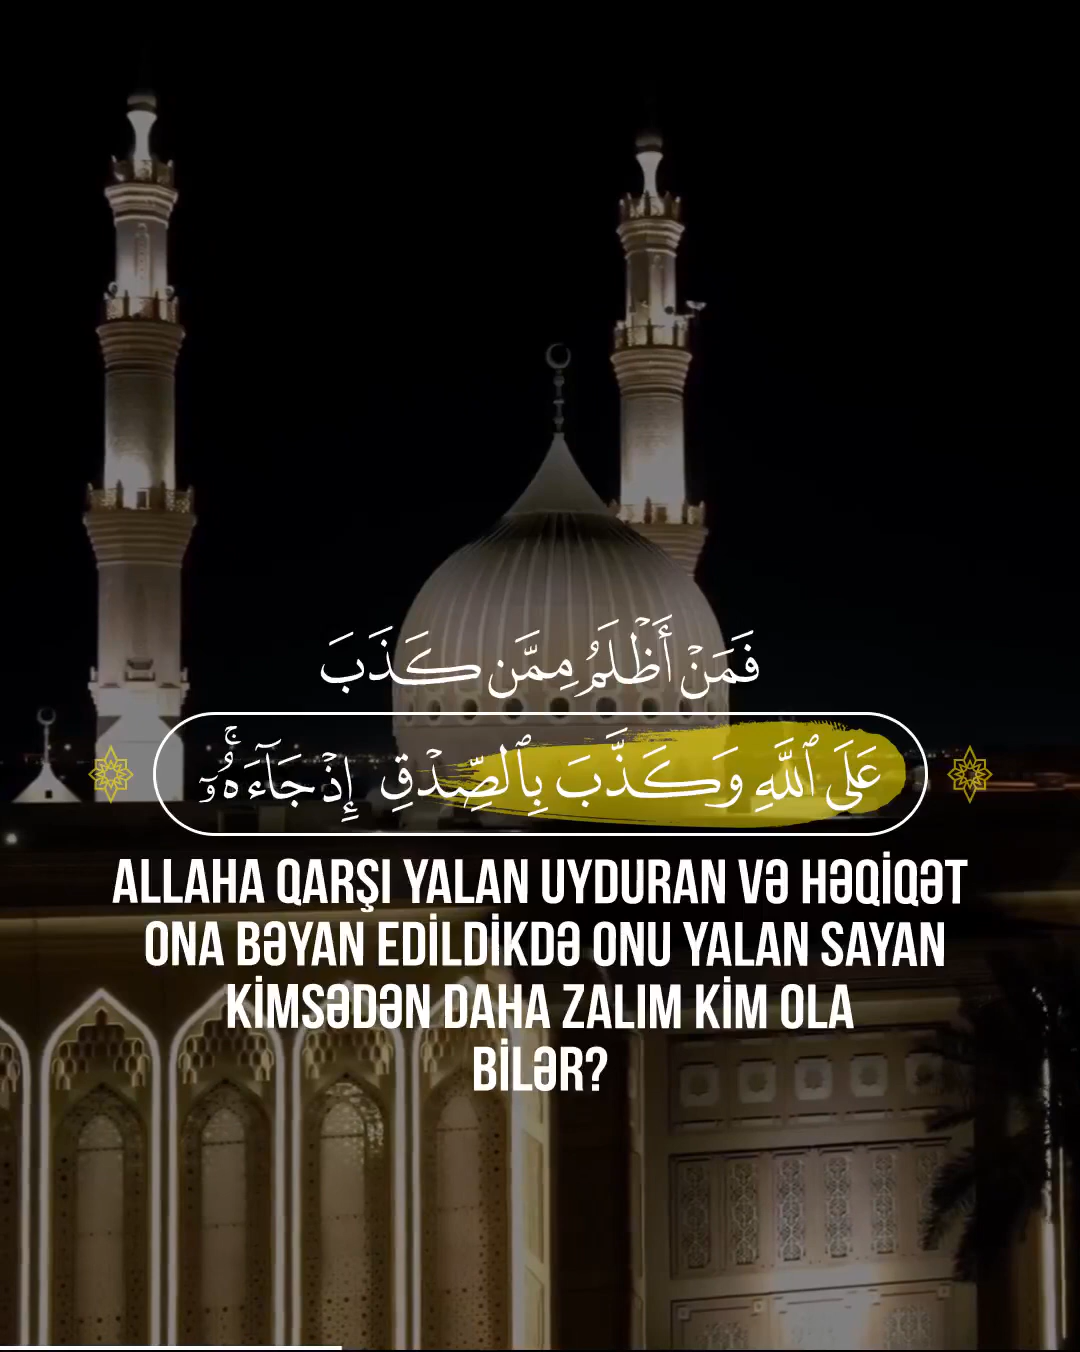 فَمَنْ أَظْلَمُ مِمَّن كَذَبَ
عَلَى ٱللَّهِ وَكَذَّبَ بِٱلصِّدْقِ إِذْ جَآءَهُۥٓ ۚ
ALLAHA QARŞI YALAN UYDURAN VƏ HƏQİQƏT
ONA BƏYAN EDİLDİKDƏ ONU YALAN SAYAN
KİMSƏDƏN DAHA ZALIM KİM OLA
BİLƏR?